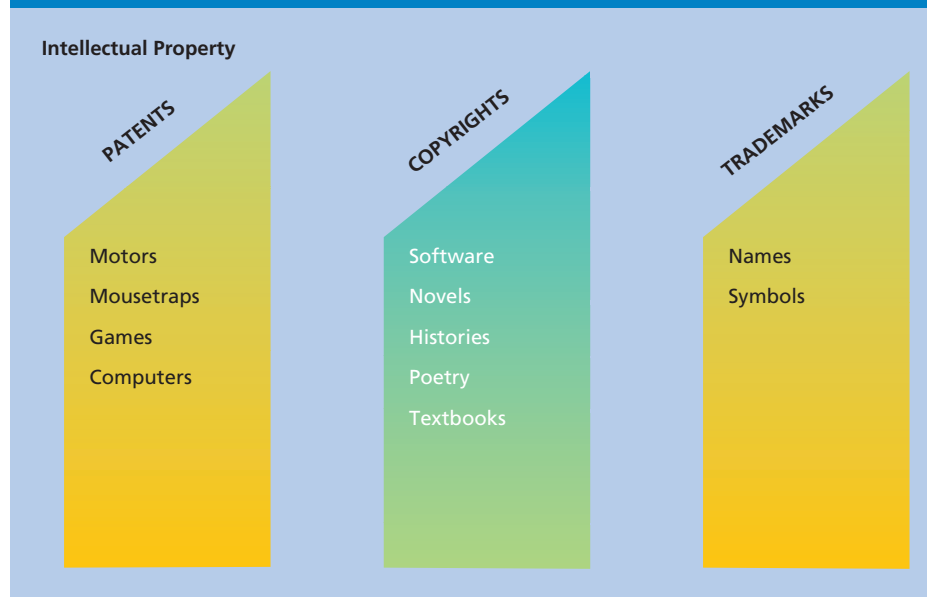 Intellectual Property
PATENTS
Motors
Mousetraps
Games
Computers
COPYRIGHTS
Software
Novels
Histories
Poetry
Textbooks
TRADEMARKS
Names
Symbols